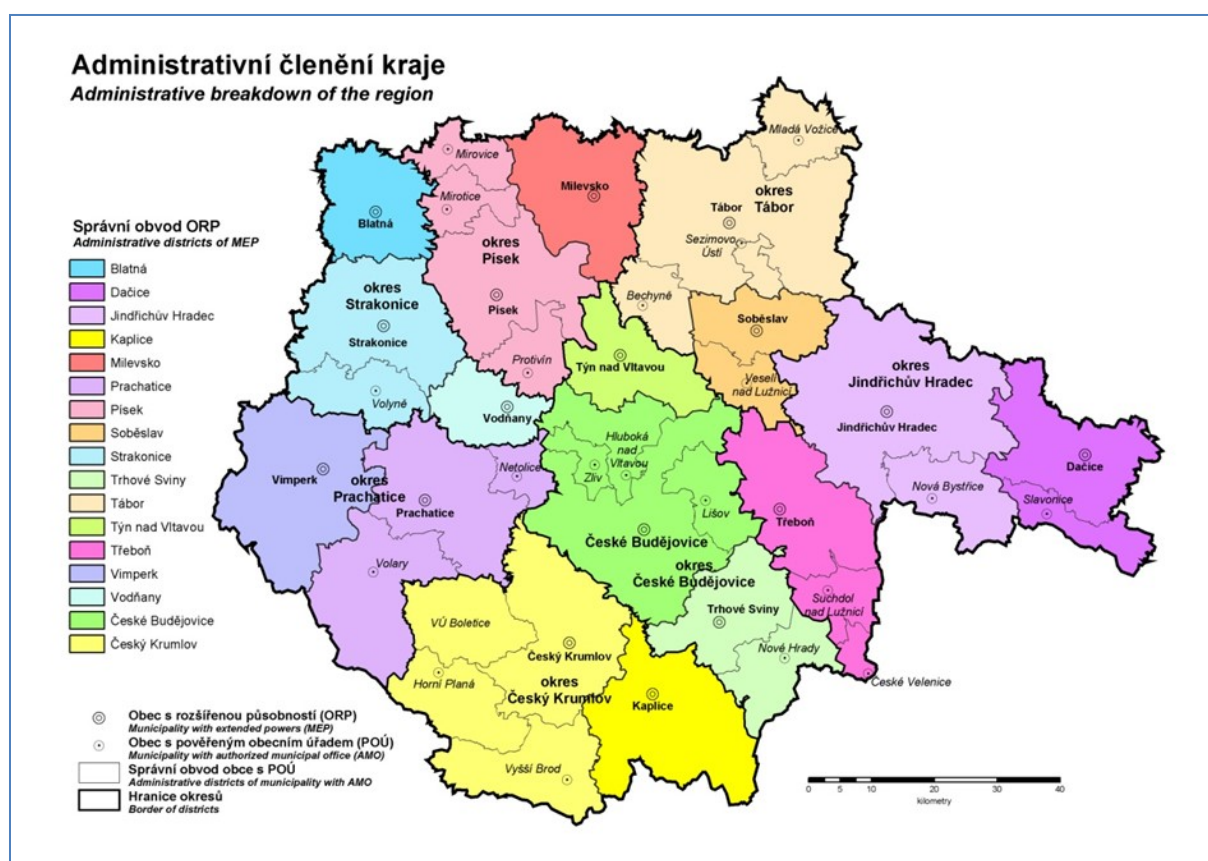 Administrativní členění kraje
Administrative breakdown of the region
Správní obvod ORP
Administrative districts of MEP
Blatná
Dačice
Jindřichův Hradec
Kaplice
Milevsko
Prachatice
Písek
Soběslav
Strakonice
Trhové Sviny
Tábor
Týn nad Vltavou
Třeboň
Vimperk
Vodňany
České Budějovice
Český Krumlov
Obec s rozšířenou působností (ORP)
Municipality with extended powers (MEP)
Obec s pověřeným obecním úřadem (POÚ)
Municipality with authorized municipal office (AMO)
Správní obvod obce s POÚ
Administrative districts of municipality with AMO
Hranice okresů
Border of districts
Mladá Vožice
Mirovice
Milevsko
Mirotice
okres
Tábor
Tábor
Blatná
Sezimovo
Ústí
okres
Písek
okres
Strakonice
Písek
Bechyně
Soběslav
Strakonice
Protivín
Týn nad Vltavou
okres
Jindřichův Hradec
Veselí
nad Lužnicí
Volyně
Vodňany
Jindřichův Hradec
Hluboká
nad
Vltavou
Zliv
Netolice
Vimperk
okres
Prachatice
Prachatice
Dačice
Nová Bystřice
Slavonice
Lišov
Třeboň
České Budějovice
okres
České Budějovice
Volary
Suchdol
nad Lužnicí
Trhové Sviny
VÚ Boletice
Český Krumlov
Nové Hrady
České Velenice
Horní Planá
okres
Český Krumlov
Kaplice
Vyšší Brod
0 5 10 20 30 40
kilometry